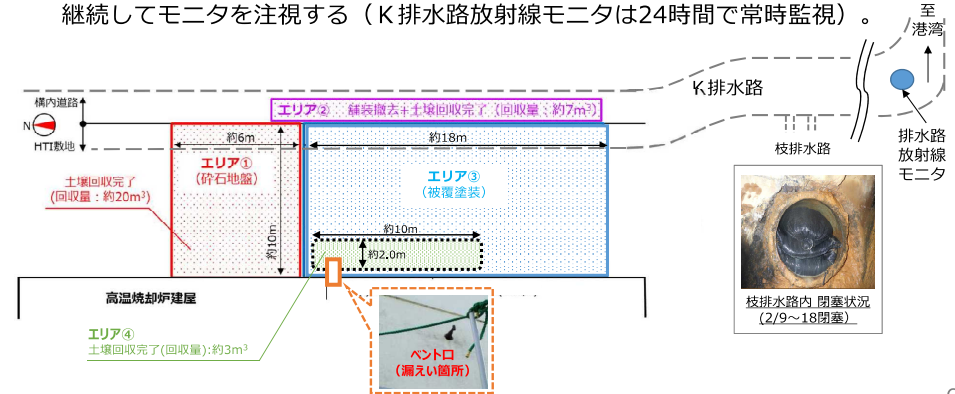 継続してモニタを注視する（K排水路放射線モニタは24時間で常時監視）。
至
港湾
構内道路
N
HTI敷地
エリア② 舗装撤去+土壌回収完了（回収量：約7m³）
K排水路
枝排水路
排水路
放射線
モニタ
約6m
約18m
エリア①
（砕石地盤）
エリア③
（被覆塗装）
土壌回収完了
(回収量：約20m³)
約10m
約10m
約2.0m
高温焼却炉建屋
エリア④
土壌回収完了(回収量):約3m³
ベントロ
（漏えい箇所）
枝排水路内 閉塞状況
(2/9～18閉塞）